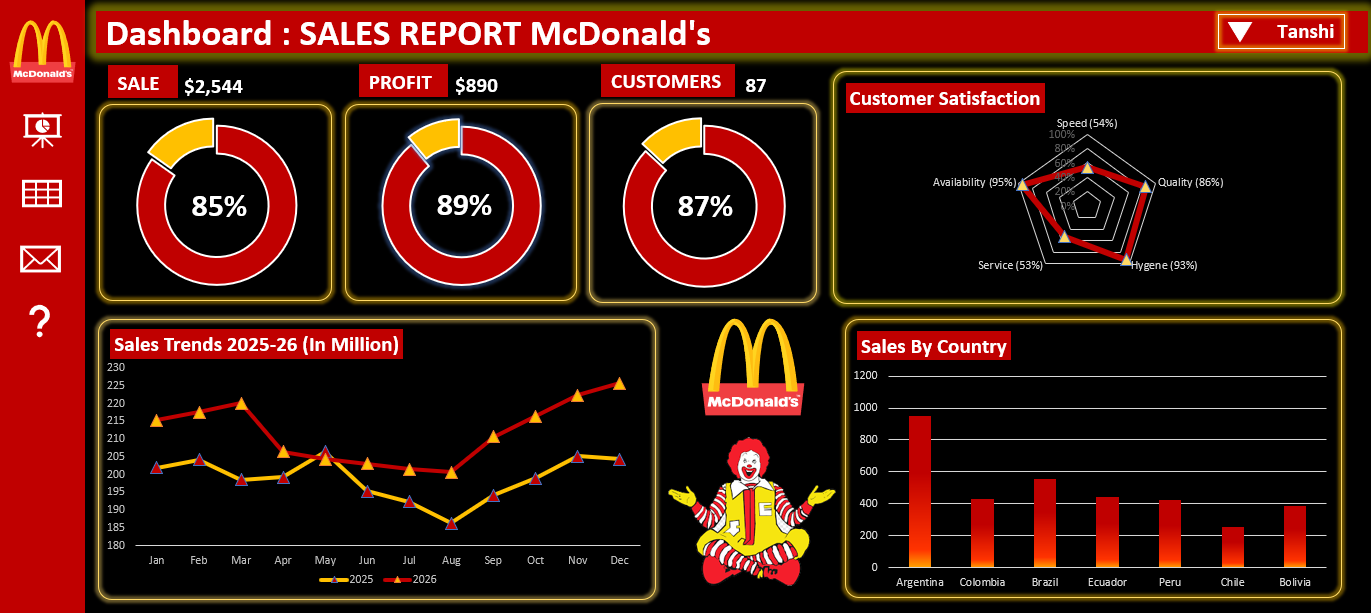 Dashboard : SALES REPORT McDonald's
Tanshi
McDonald's
SALE $2,544
PROFIT $890
CUSTOMERS 87
85%
89%
87%
Customer Satisfaction
Speed (54%)
100%
80%
60%
40%
20%
0%
Availability (95%)
Quality (86%)
Service (53%)
Hygene (93%)
Sales Trends 2025-26 (In Million)
230
225
220
215
210
205
200
195
190
185
180
Jan Feb Mar Apr May Jun Jul Aug Sep Oct Nov Dec
2025 2026
McDonald's
Sales By Country
1200
1000
800
600
400
200
0
Argentina Colombia Brazil Ecuador Peru Chile Bolivia
?